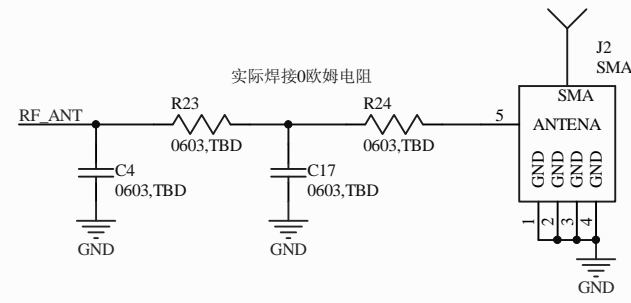 J2
SMA
实际焊接0欧姆电阻
SMA
RF_ANT
R23
R24
5
ANTENA
0603,TBD
0603,TBD
C4
0603,TBD
C17
0603,TBD
GND
GND
GND
GND
1
2
3
4
GND
GND
GND